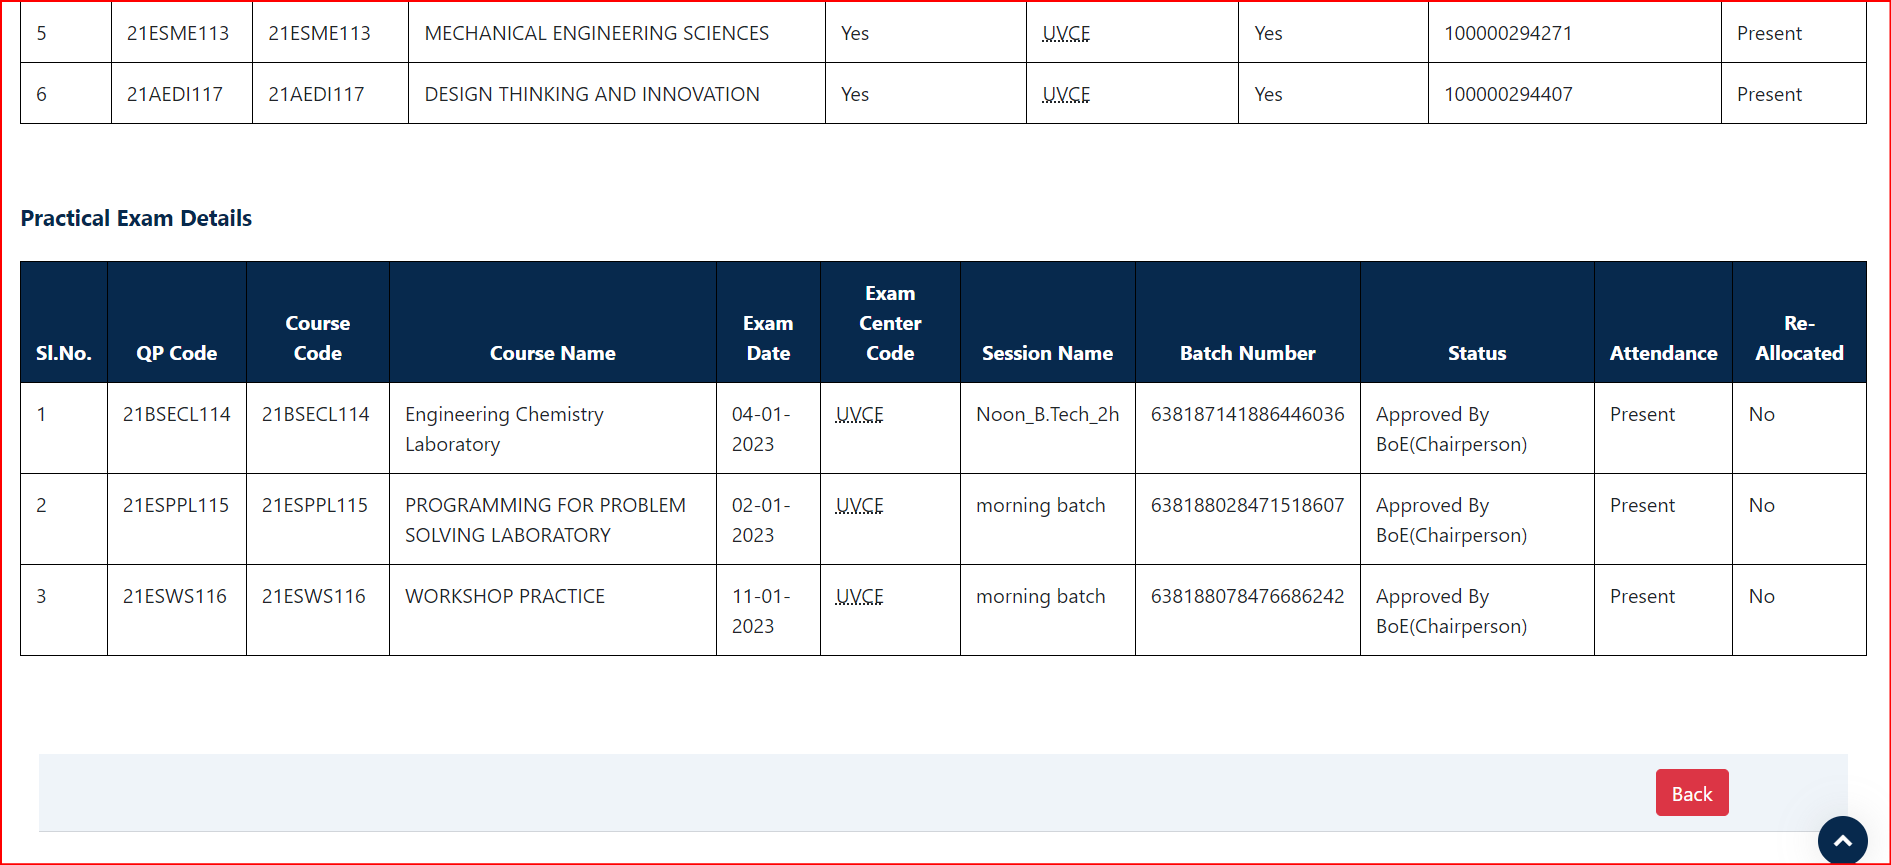 5 21ESME113 21ESME113 MECHANICAL ENGINEERING SCIENCES Yes UVCE Yes 100000294271 Present
6 21AEDI117 21AEDI117 DESIGN THINKING AND INNOVATION Yes UVCE Yes 100000294407 Present
Practical Exam Details
Sl.No. QP Code Course Code Course Name Exam Date Exam Center Code Session Name Batch Number Status Attendance Re-Allocated
1 21BSECL114 21BSECL114 Engineering Chemistry Laboratory 04-01-2023 UVCE Noon_B.Tech_2h 638187141886446036 Approved By BoE(Chairperson) Present No
2 21ESPPL115 21ESPPL115 PROGRAMMING FOR PROBLEM SOLVING LABORATORY 02-01-2023 UVCE morning batch 638188028471518607 Approved By BoE(Chairperson) Present No
3 21ESWS116 21ESWS116 WORKSHOP PRACTICE 11-01-2023 UVCE morning batch 638188078476686242 Approved By BoE(Chairperson) Present No
Back